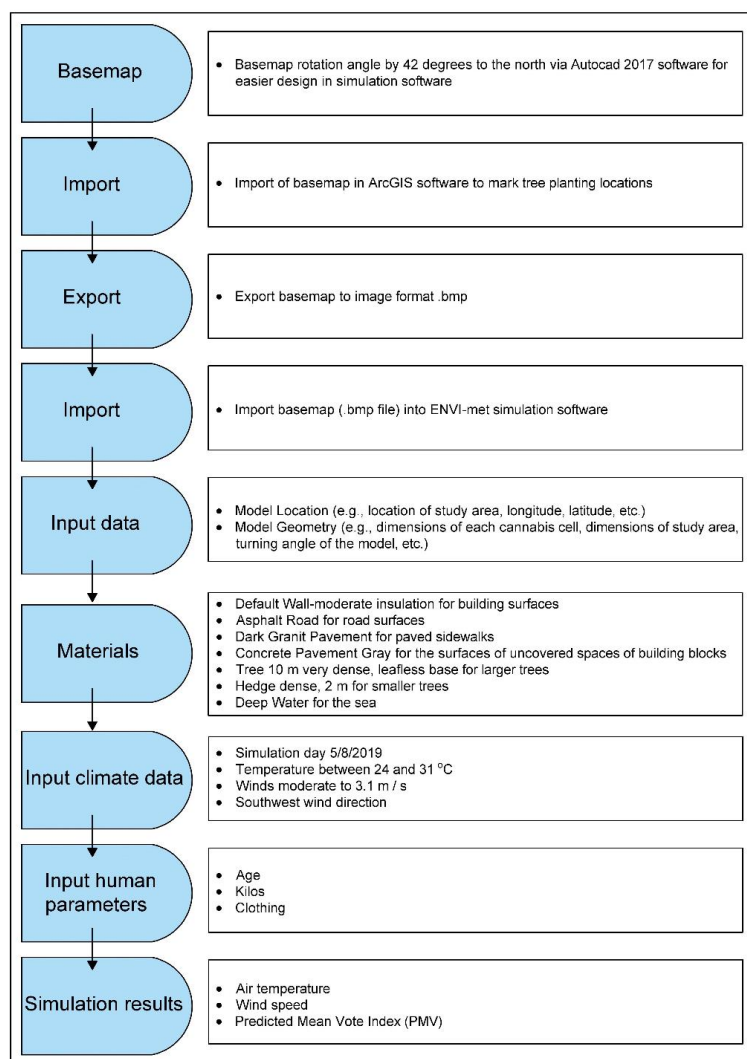 Basemap
• Basemap rotation angle by 42 degrees to the north via Autocad 2017 software for
easier design in simulation software
Import
• Import of basemap in ArcGIS software to mark tree planting locations
Export
• Export basemap to image format .bmp
Import
• Import basemap (.bmp file) into ENVI-met simulation software
Input data
• Model Location (e.g., location of study area, longitude, latitude, etc.)
• Model Geometry (e.g., dimensions of each cannabis cell, dimensions of study area,
turning angle of the model, etc.)
Materials
• Default Wall-moderate insulation for building surfaces
• Asphalt Road for road surfaces
• Dark Granit Pavement for paved sidewalks
• Concrete Pavement Gray for the surfaces of uncovered spaces of building blocks
• Tree 10 m very dense, leafless base for larger trees
• Hedge dense, 2 m for smaller trees
• Deep Water for the sea
Input climate data
• Simulation day 5/8/2019
• Temperature between 24 and 31 °C
• Winds moderate to 3.1 m / s
• Southwest wind direction
Input human
parameters
• Age
• Kilos
• Clothing
Simulation results
• Air temperature
• Wind speed
• Predicted Mean Vote Index (PMV)